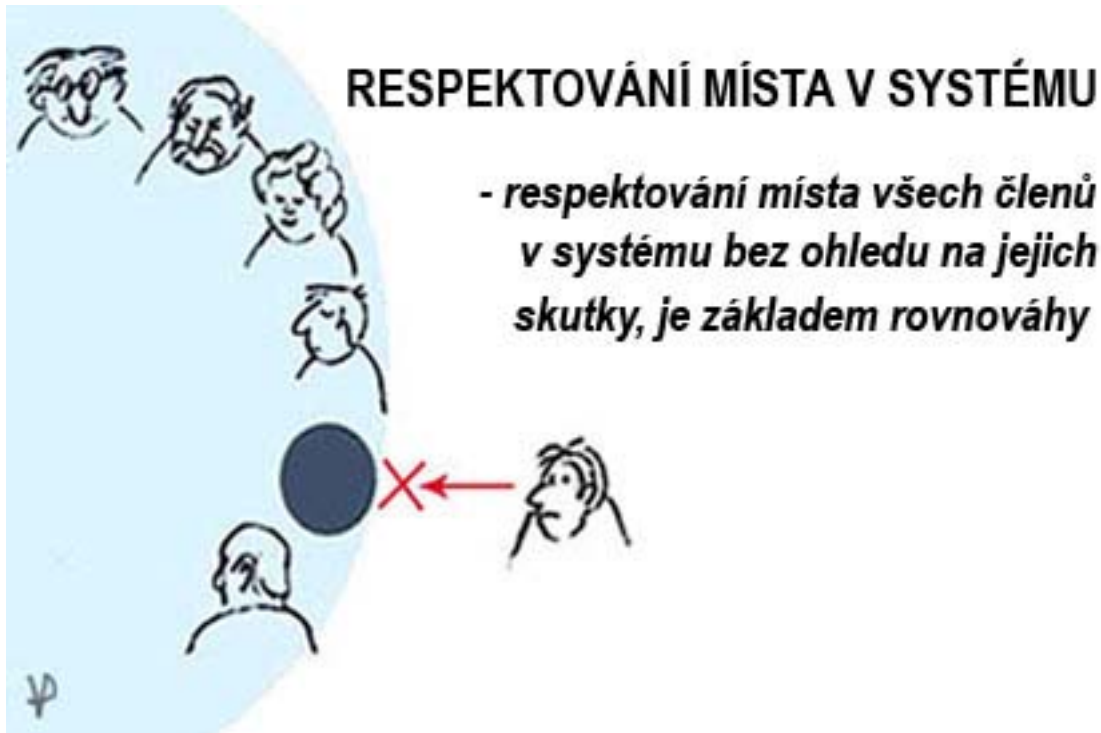 RESPEKTOVÁNÍ MÍSTA V SYSTÉMU
- respektování místa všech členů
v systému bez ohledu na jejich
skutky, je základem rovnováhy